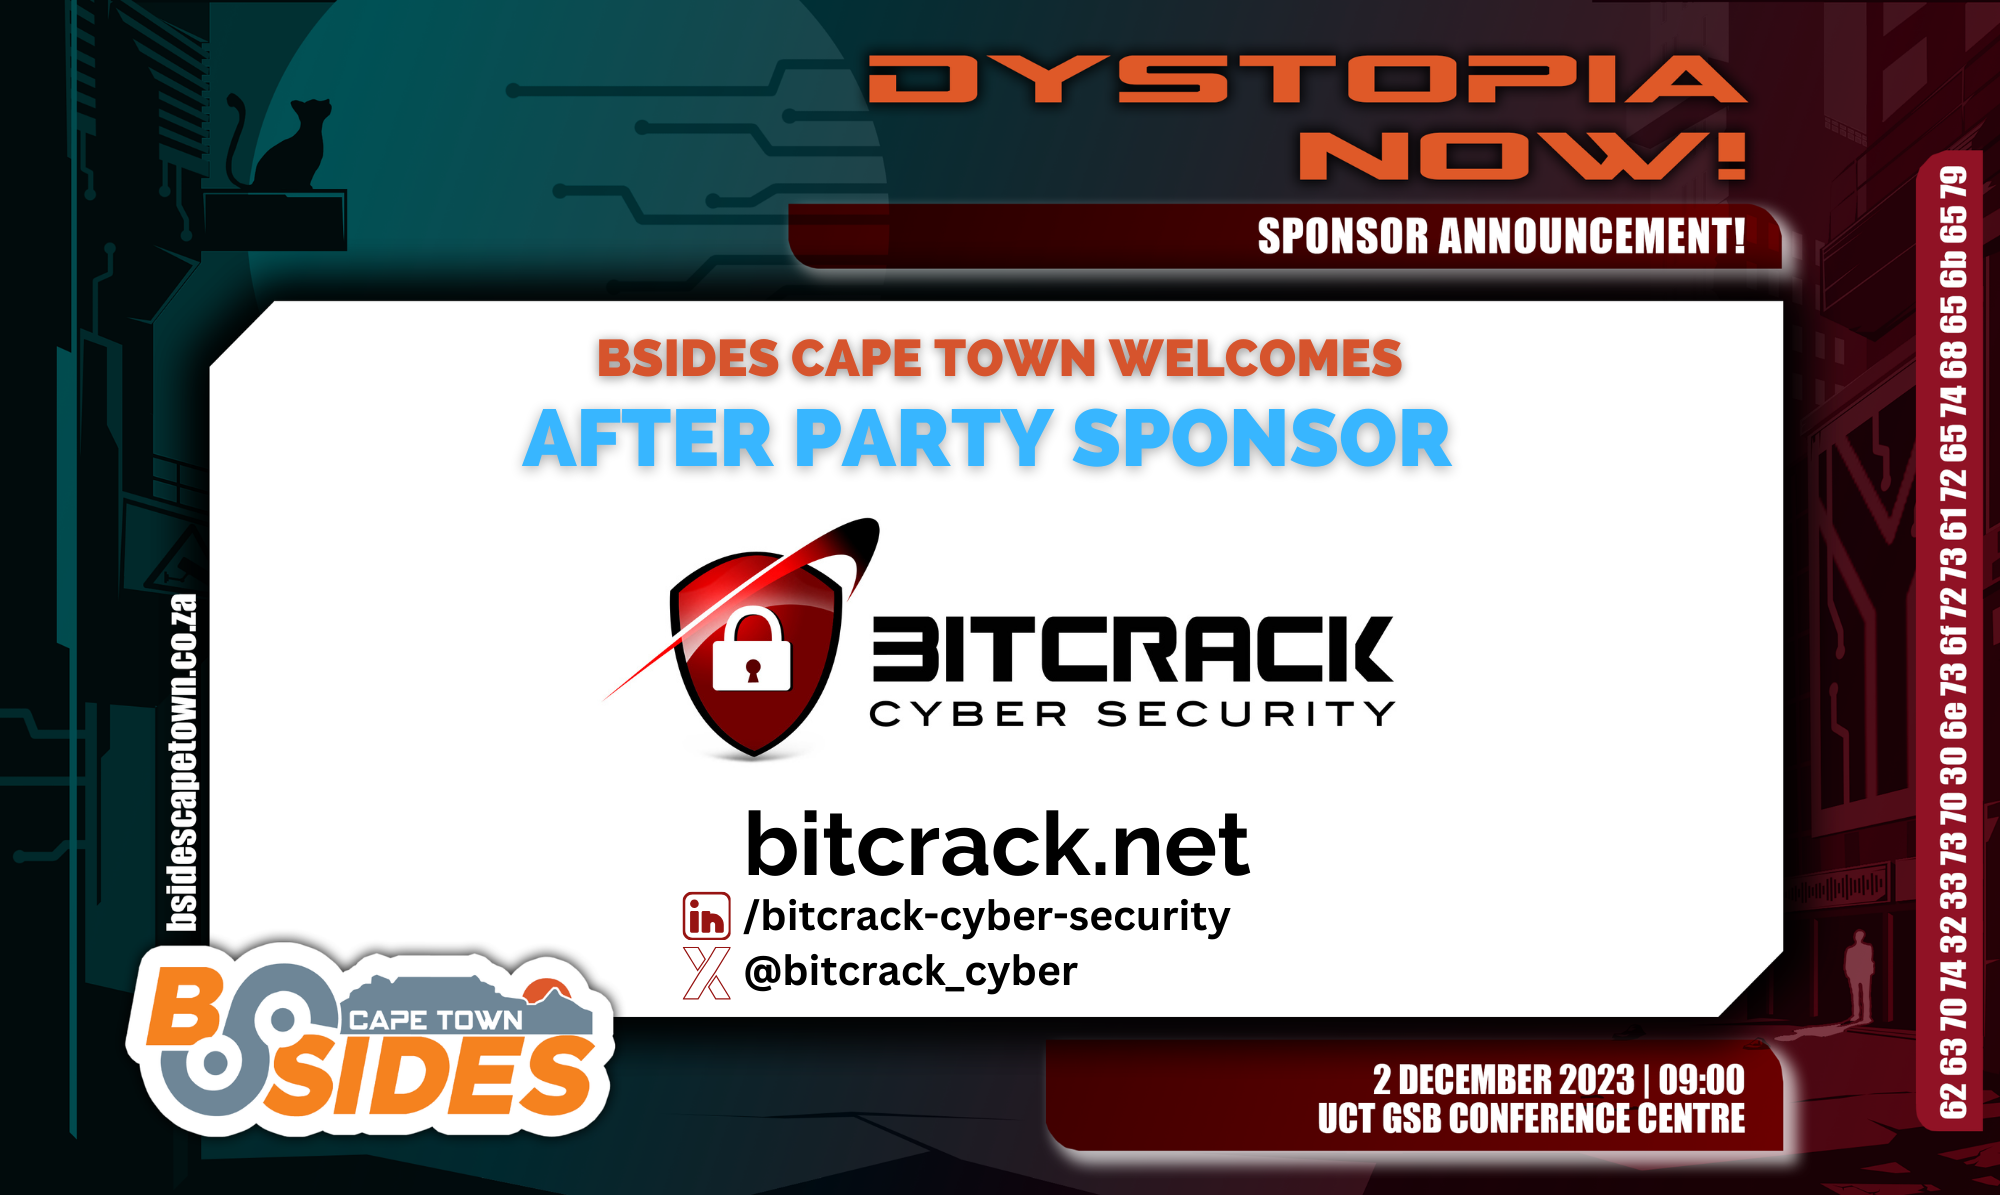 DYSTOPIA
NOW!
SPONSOR ANNOUNCEMENT!
BSIDES CAPE TOWN WELCOMES
AFTER PARTY SPONSOR
BITCRACK
CYBER SECURITY
bitcrack.net
in /bitcrack-cyber-security
X @bitcrack_cyber
bsidescapetown.co.za
B
CAPE TOWN
SIDES
2 DECEMBER 2023 | 09:00
UCT GSB CONFERENCE CENTRE
62 63 70 74 32 33 73 70 30 6e 73 6f 72 73 61 72 65 74 68 65 6b 65 79